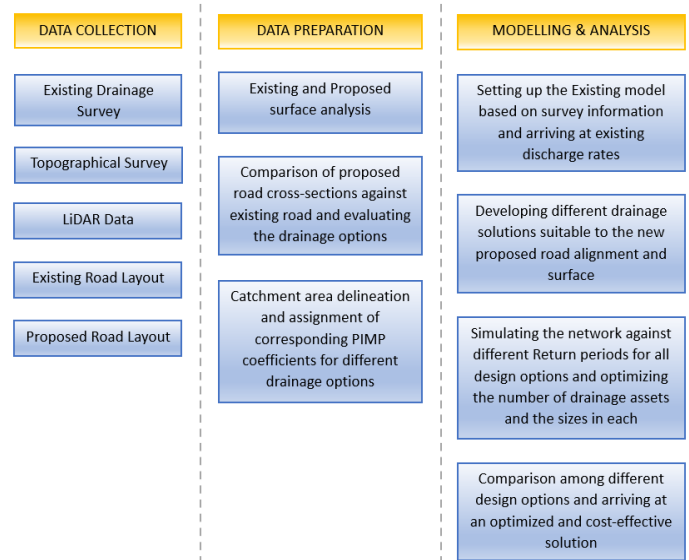 DATA COLLECTION
Existing Drainage
Survey
Topographical Survey
LiDAR Data
Existing Road Layout
Proposed Road Layout
DATA PREPARATION
Existing and Proposed
surface analysis
Comparison of proposed
road cross-sections against
existing road and evaluating
the drainage options
Catchment area delineation
and assignment of
corresponding PIMP
coefficients for different
drainage options
MODELLING & ANALYSIS
Setting up the Existing model
based on survey information
and arriving at existing
discharge rates
Developing different drainage
solutions suitable to the new
proposed road alignment and
surface
Simulating the network against
different Return periods for all
design options and optimizing
the number of drainage assets
and the sizes in each
Comparison among different
design options and arriving at
an optimized and cost-effective
solution